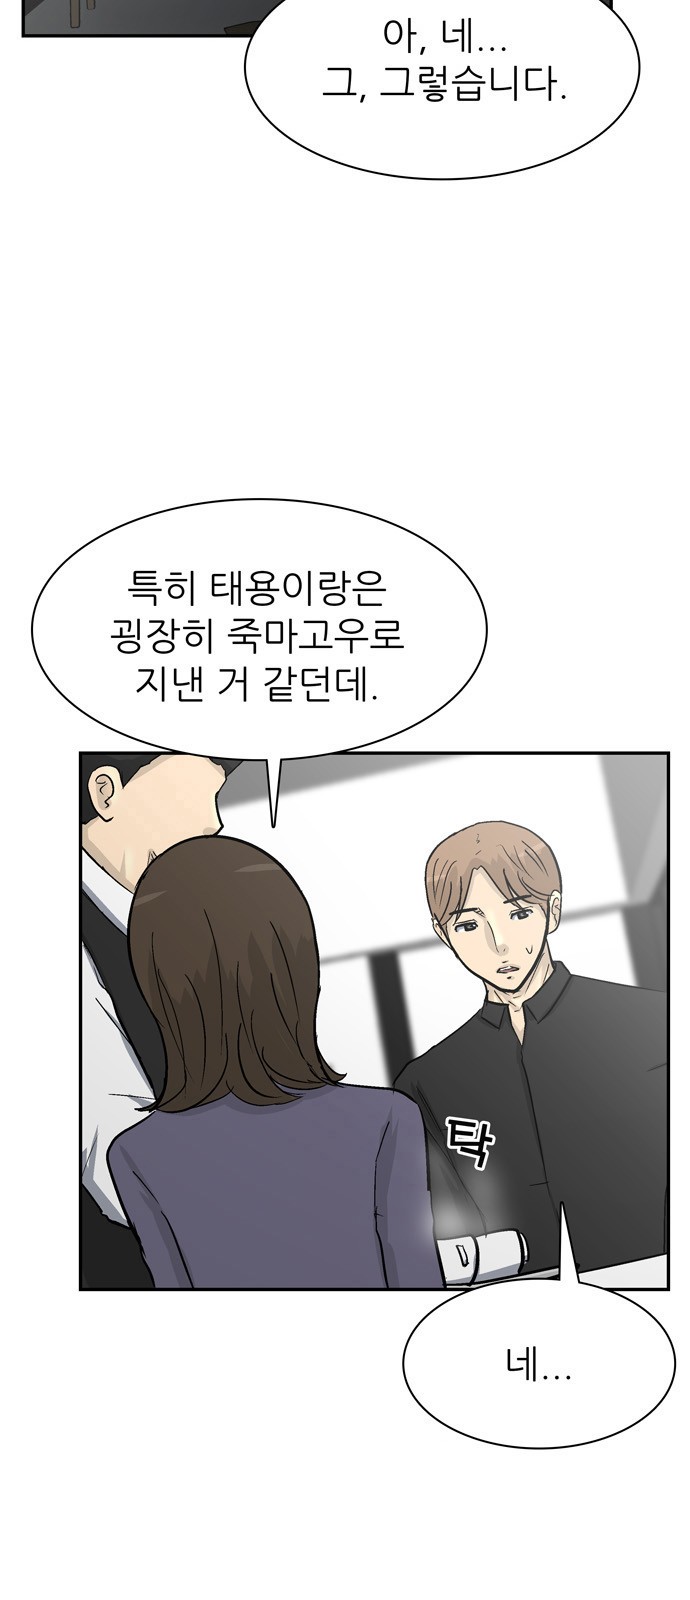 아, 네...
그, 그렇습니다.
특히 태용이랑은
굉장히 죽마고우로
지낸 거 같던데.
탁
네...